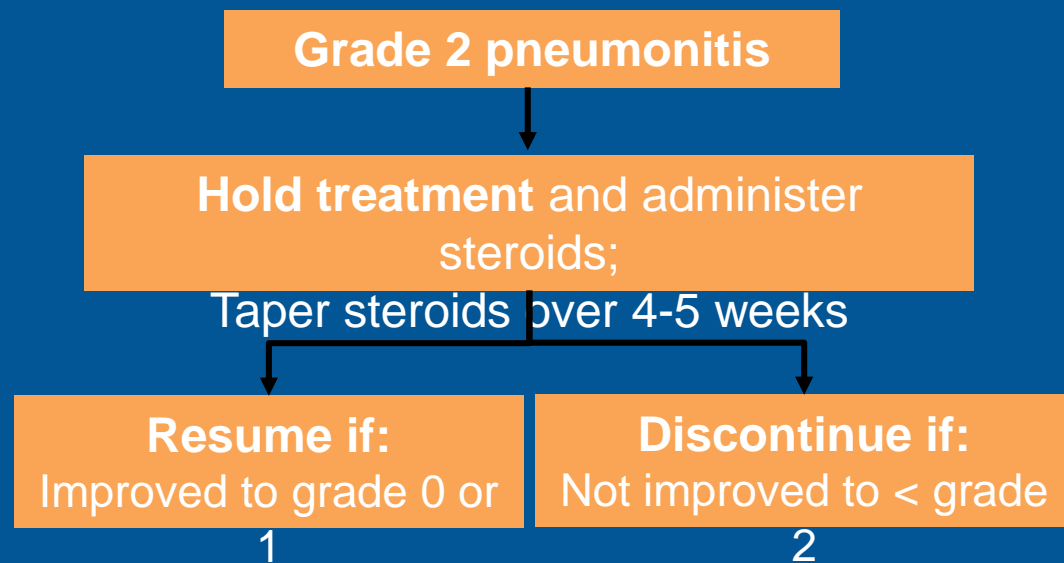 Grade 2 pneumonitis
Hold treatment and administer
steroids;
Taper steroids over 4-5 weeks
Resume if:
Improved to grade 0 or
1
Discontinue if:
Not improved to < grade
2